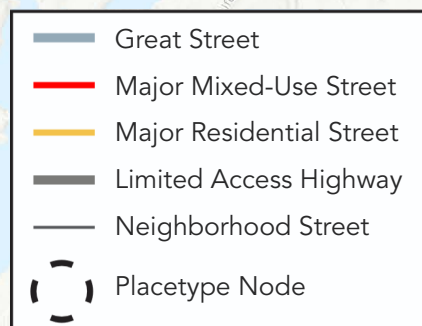 Great Street
Major Mixed-Use Street
Major Residential Street
Limited Access Highway
Neighborhood Street
Placetype Node